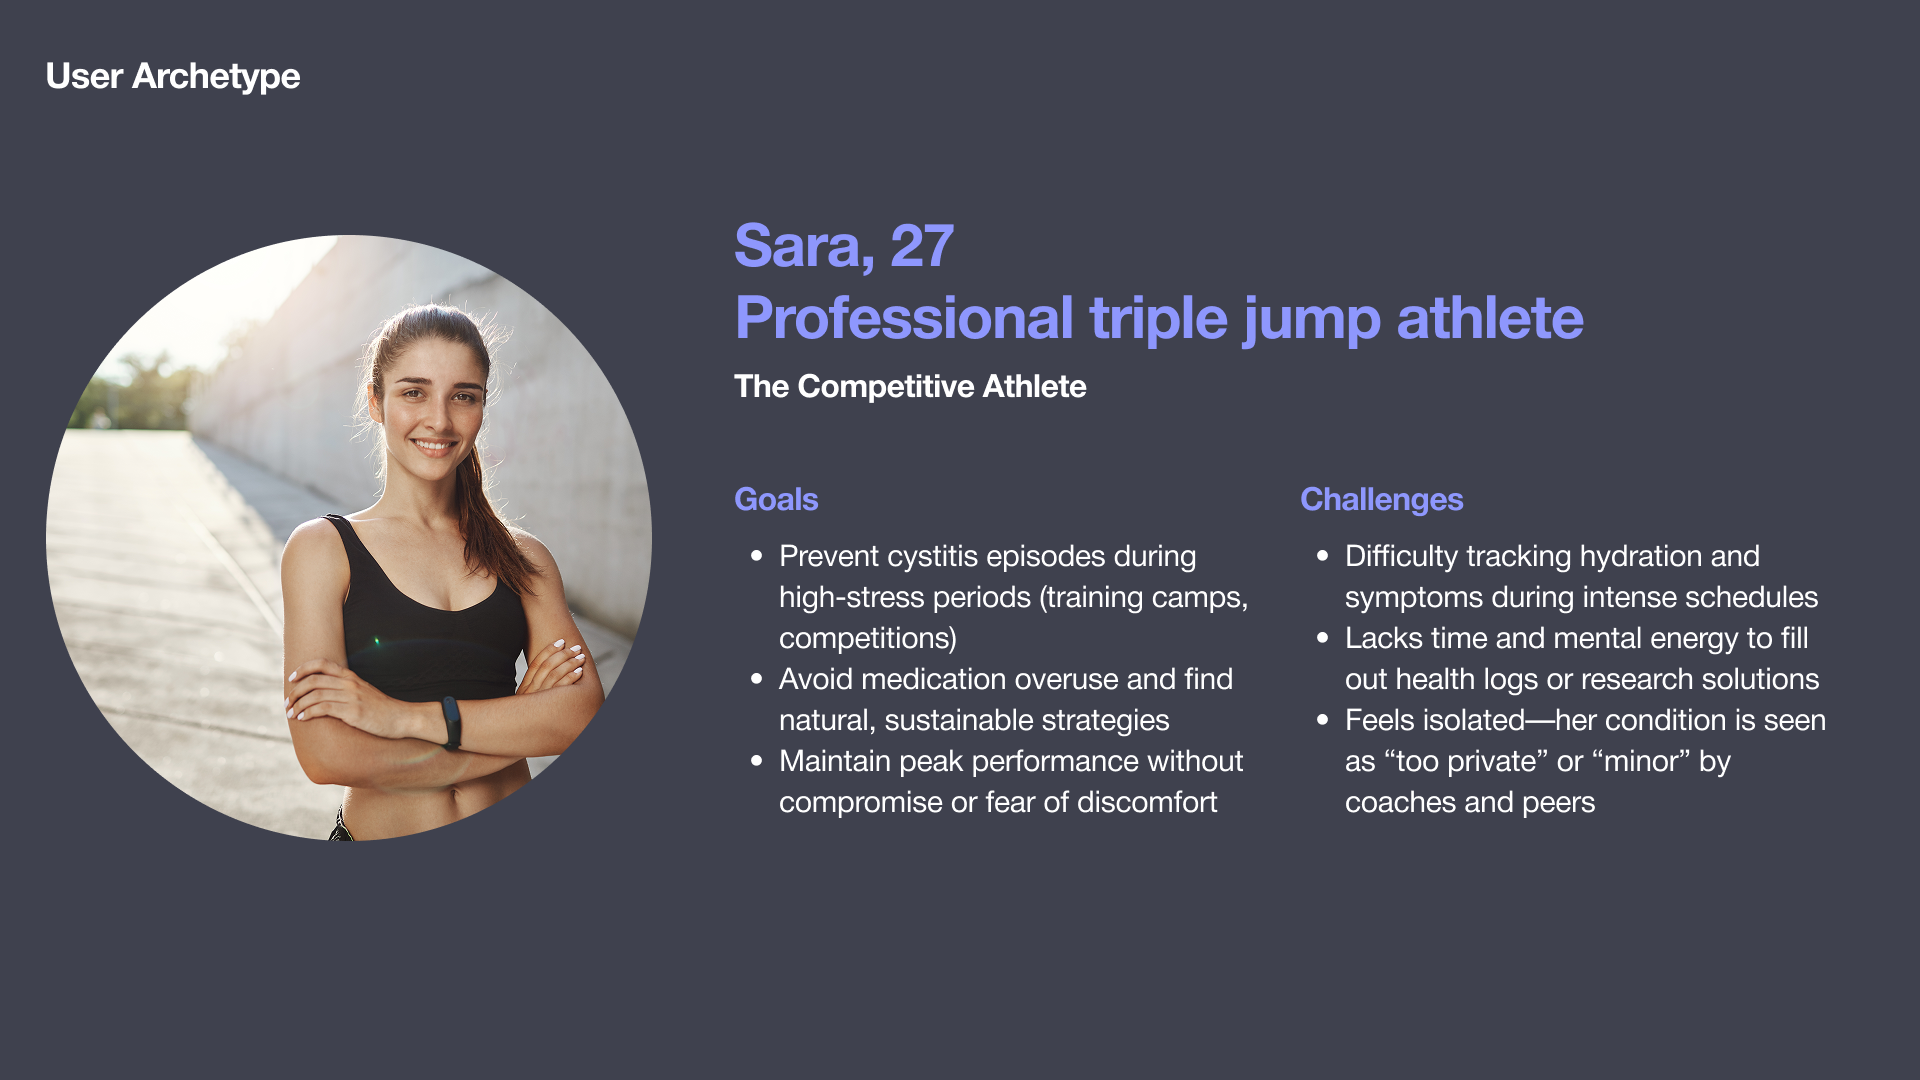 User Archetype
Sara, 27
Professional triple jump athlete
The Competitive Athlete
Goals
• Prevent cystitis episodes during
high-stress periods (training camps,
competitions)
• Avoid medication overuse and find
natural, sustainable strategies
• Maintain peak performance without
compromise or fear of discomfort
Challenges
• Difficulty tracking hydration and
symptoms during intense schedules
• Lacks time and mental energy to fill
out health logs or research solutions
• Feels isolated—her condition is seen
as “too private” or “minor” by
coaches and peers